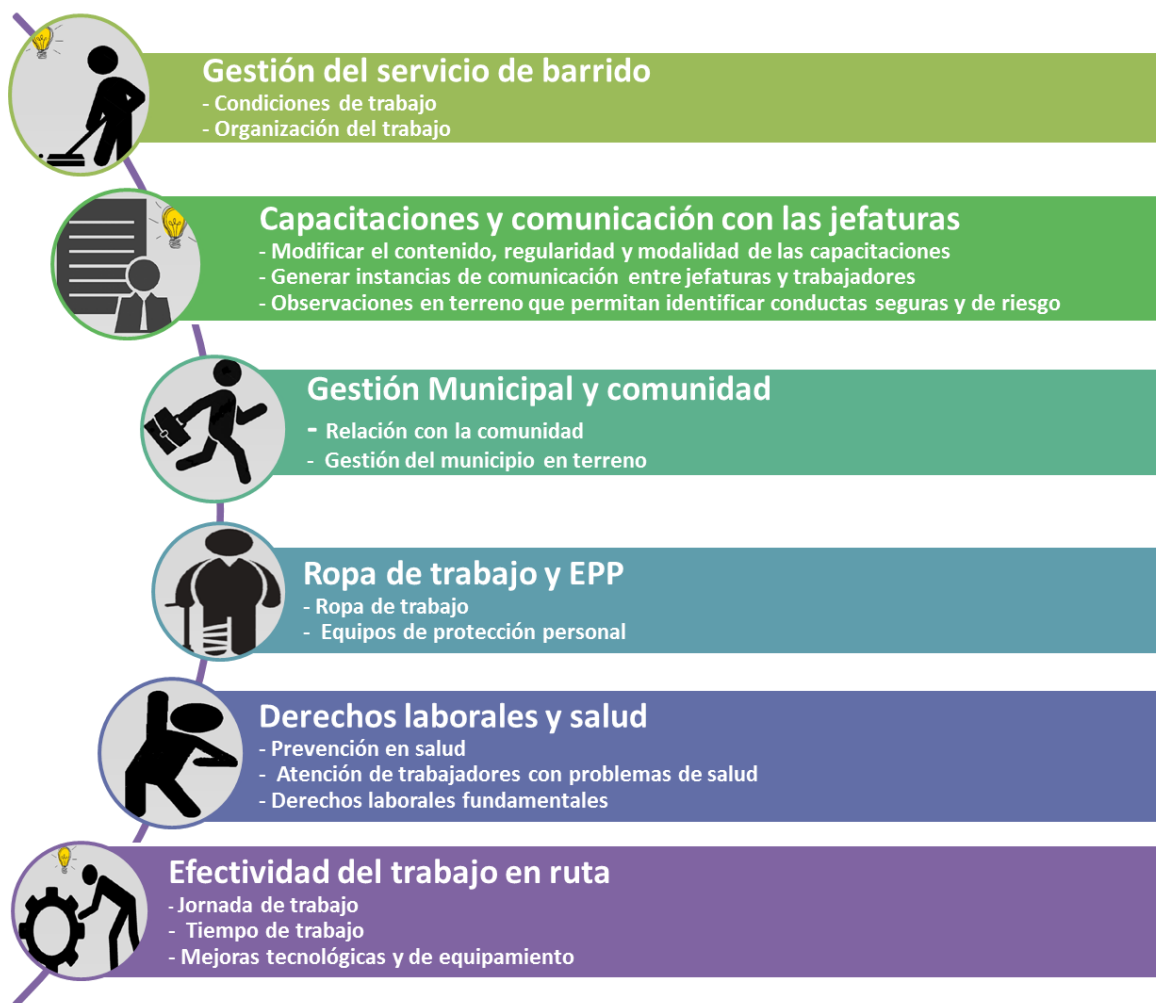 Gestión del servicio de barrido
- Condiciones de trabajo
- Organización del trabajo
Capacitaciones y comunicación con las jefaturas
- Modificar el contenido, regularidad y modalidad de las capacitaciones
- Generar instancias de comunicación entre jefaturas y trabajadores
- Observaciones en terreno que permitan identificar conductas seguras y de riesgo
Gestión Municipal y comunidad
- Relación con la comunidad
- Gestión del municipio en terreno
Ropa de trabajo y EPP
- Ropa de trabajo
- Equipos de protección personal
Derechos laborales y salud
- Prevención en salud
- Atención de trabajadores con problemas de salud
- Derechos laborales fundamentales
Efectividad del trabajo en ruta
- Jornada de trabajo
- Tiempo de trabajo
- Mejoras tecnológicas y de equipamiento